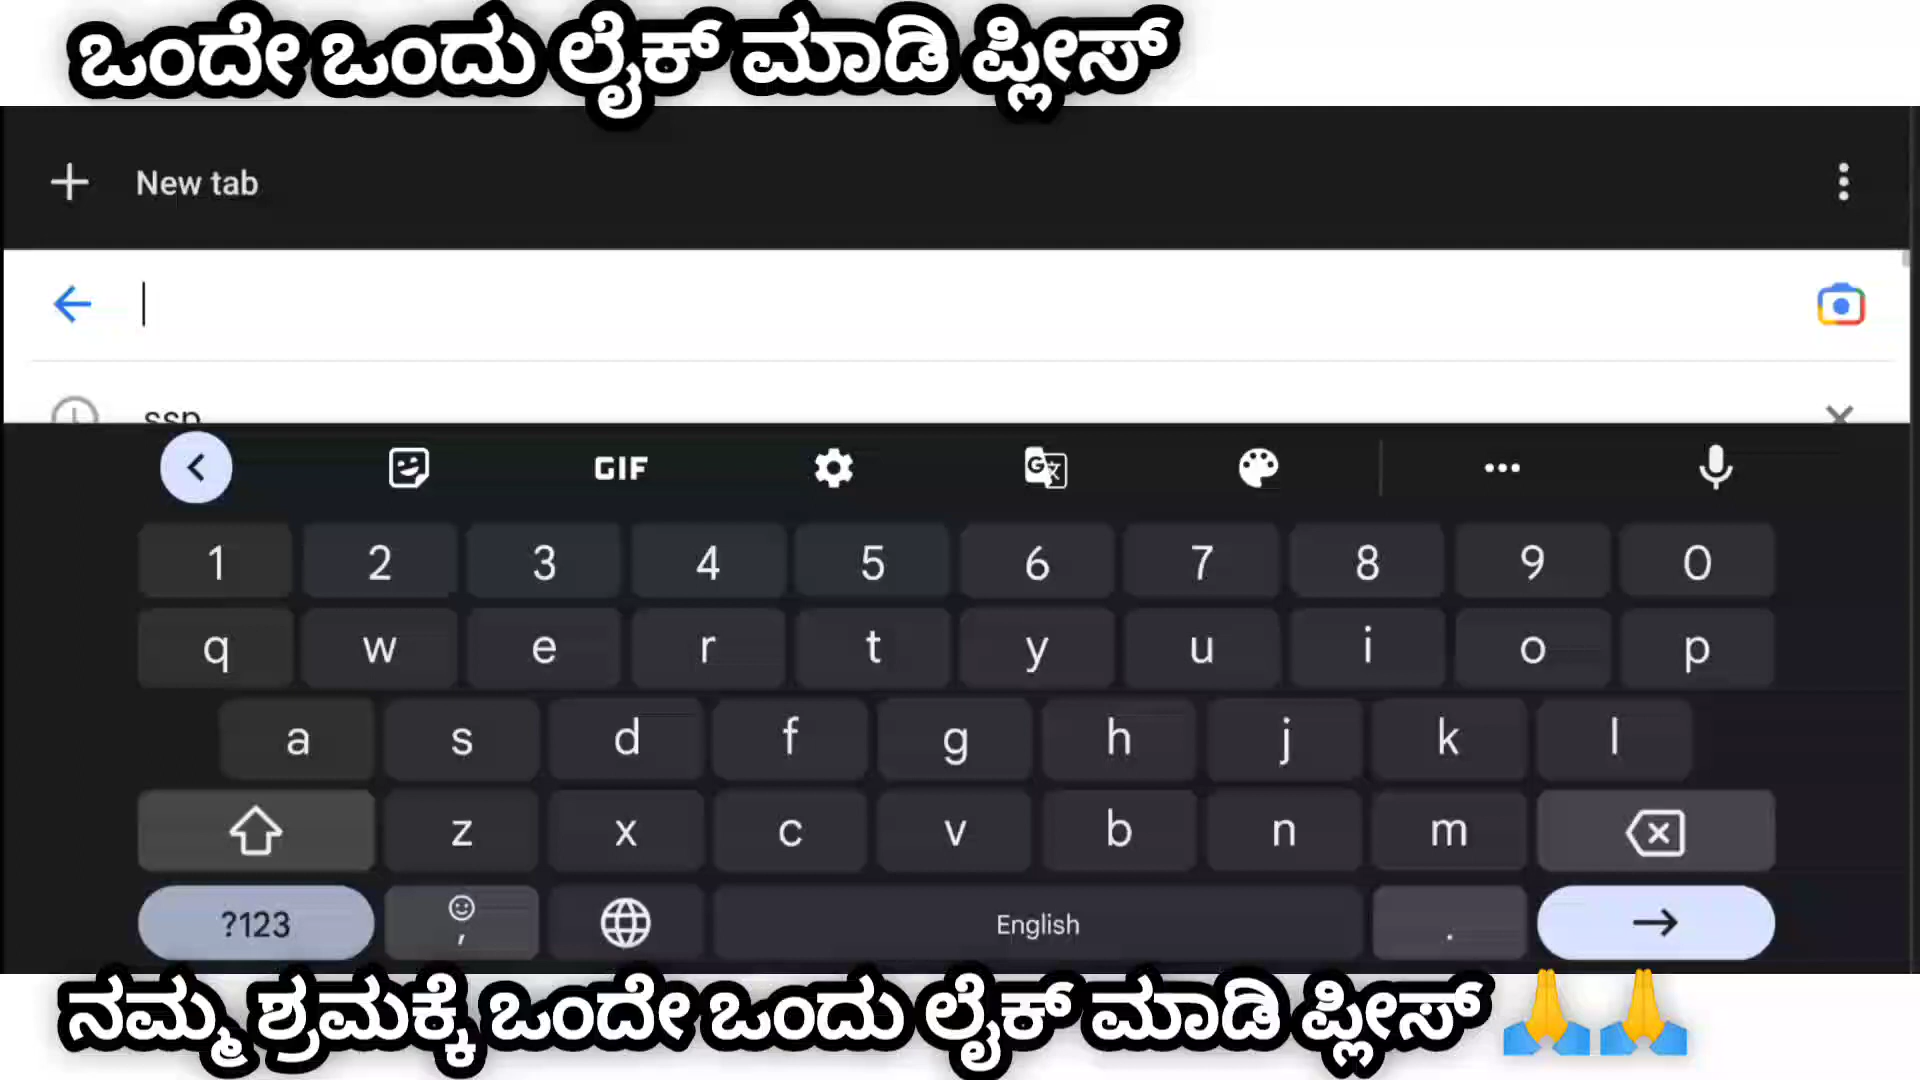 ಒಂದೇ ಒಂದು ಲೈಕ್ ಮಾಡಿ ಪ್ಲೀಸ್
New tab
ssp
GIF
1 2 3 4 5 6 7 8 9 0
q w e r t y u i o p
a s d f g h j k l
z x c v b n m
?123 , English .
ನಮ್ಮ ಶ್ರಮಕ್ಕೆ ಒಂದೇ ಒಂದು ಲೈಕ್ ಮಾಡಿ ಪ್ಲೀಸ್ 🙏🙏